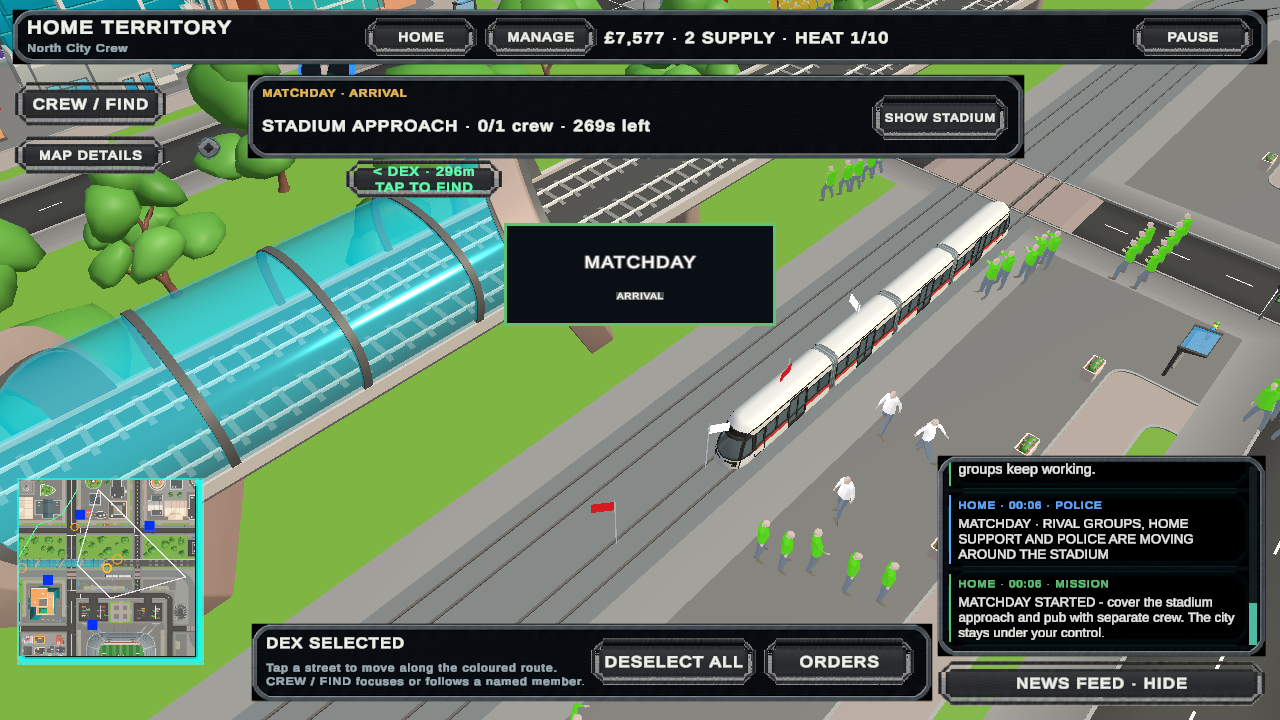 HOME TERRITORY
North City Crew
HOME
MANAGE
£7,577 · 2 SUPPLY · HEAT 1/10
PAUSE
CREW / FIND
MAP DETAILS
MATCHDAY · ARRIVAL
STADIUM APPROACH · 0/1 crew · 269s left
SHOW STADIUM
< DEX · 296m
TAP TO FIND
MATCHDAY
ARRIVAL
groups keep working.
HOME · 00:06 · POLICE
MATCHDAY · RIVAL GROUPS, HOME
SUPPORT AND POLICE ARE MOVING
AROUND THE STADIUM
HOME · 00:06 · MISSION
MATCHDAY STARTED - cover the stadium
approach and pub with separate crew. The city
stays under your control.
DEX SELECTED
Tap a street to move along the coloured route.
CREW / FIND focuses or follows a named member.
DESELECT ALL
ORDERS
NEWS FEED · HIDE